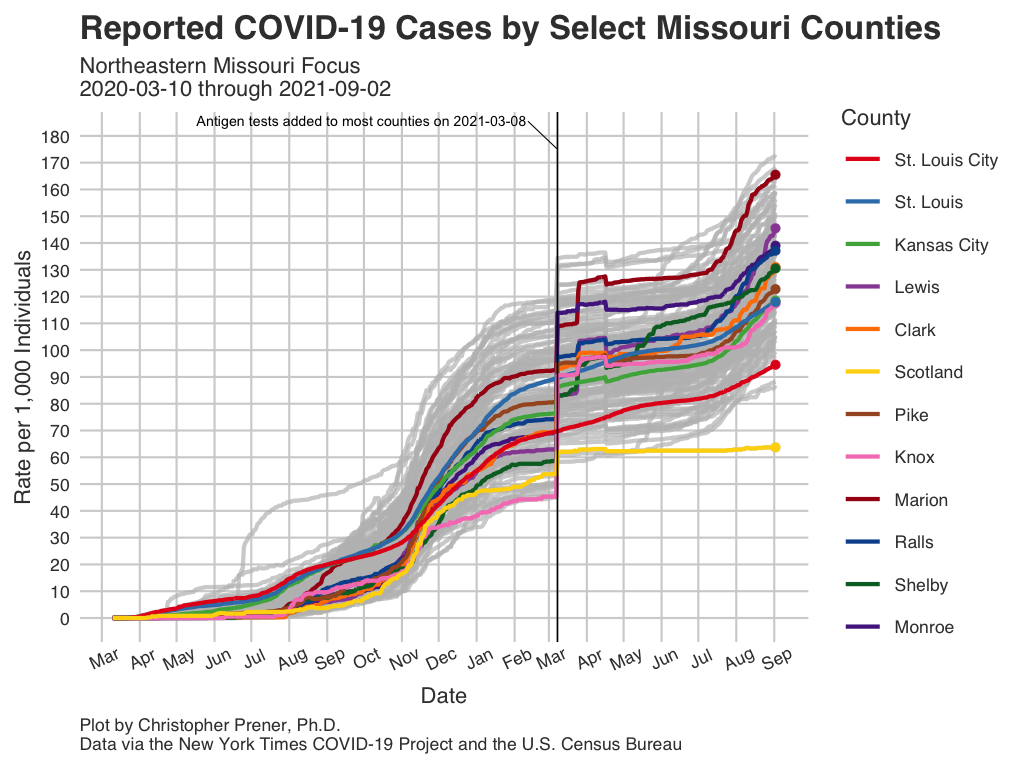 Reported COVID-19 Cases by Select Missouri Counties
Northeastern Missouri Focus
2020-03-10 through 2021-09-02
Antigen tests added to most counties on 2021-03-08
Rate per 1,000 Individuals
180
170
160
150
140
130
120
110
100
90
80
70
60
50
40
30
20
10
0
Mar Apr May Jun Jul Aug Sep Oct Nov Dec Jan Feb Mar Apr May Jun Jul Aug Sep
Date
County
St. Louis City
St. Louis
Kansas City
Lewis
Clark
Scotland
Pike
Knox
Marion
Ralls
Shelby
Monroe
Plot by Christopher Prener, Ph.D.
Data via the New York Times COVID-19 Project and the U.S. Census Bureau